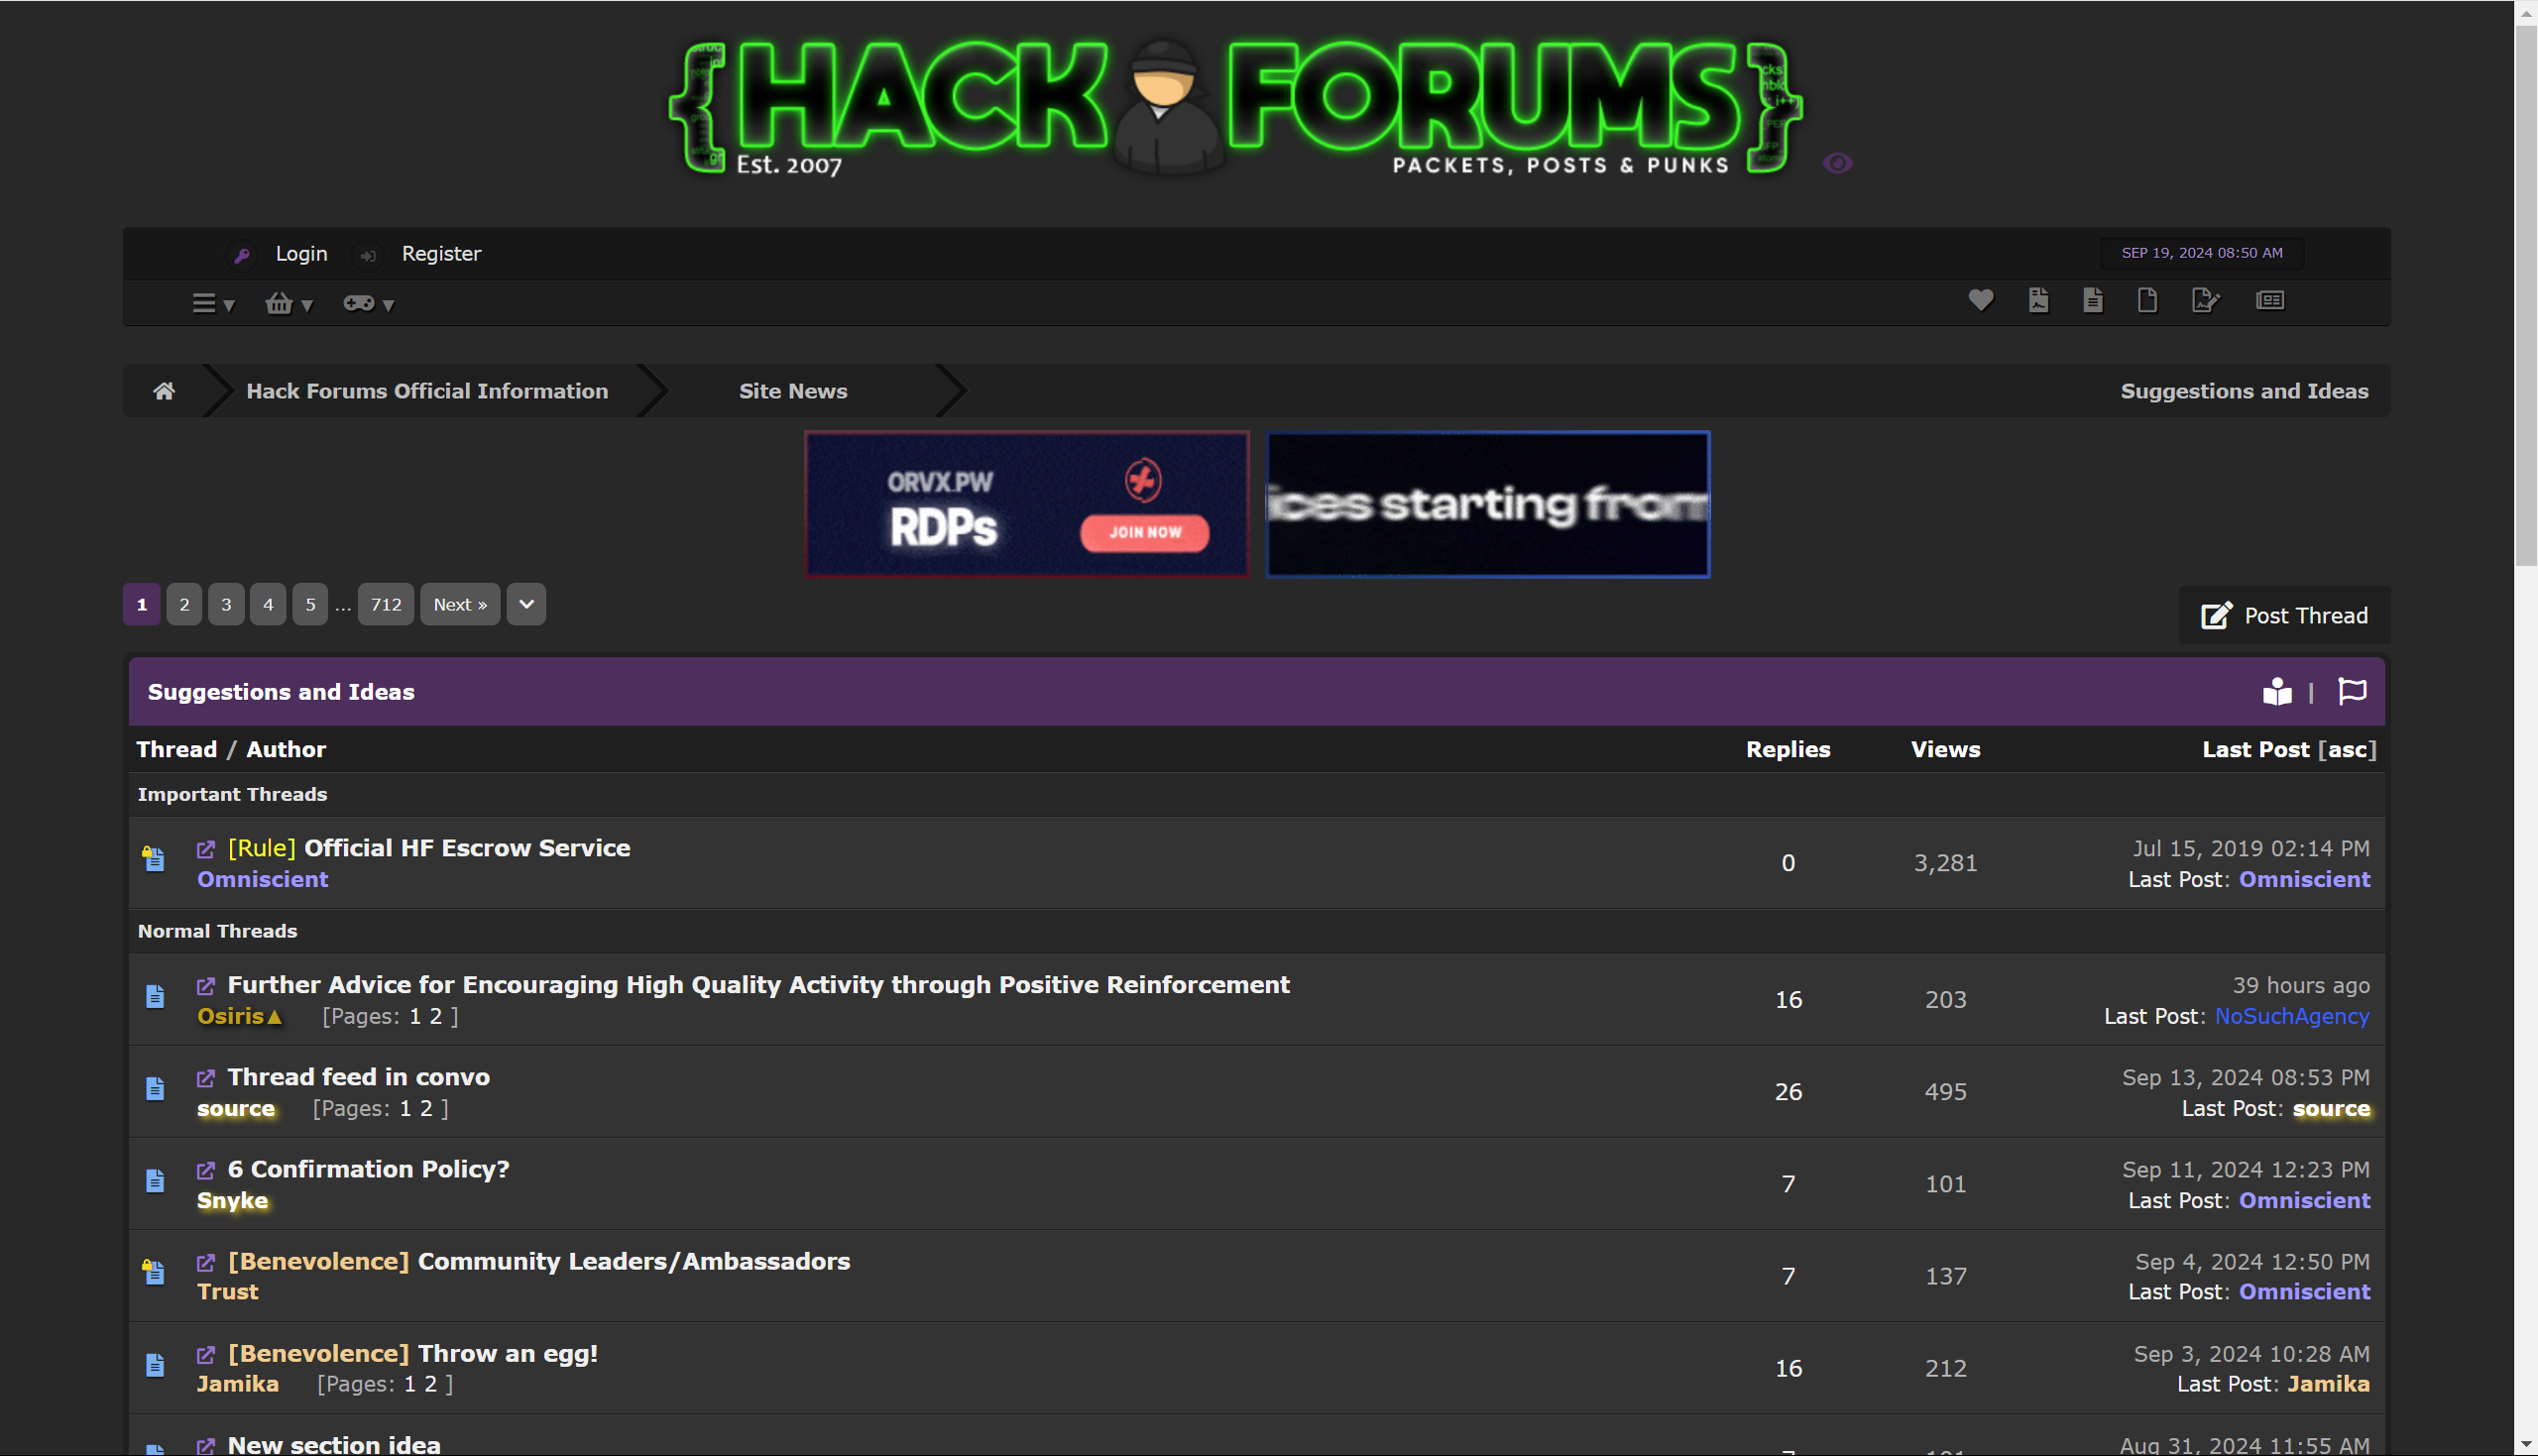 HACK FORUMS
Est. 2007
PACKETS, POSTS & PUNKS
Login Register
SEP 19, 2024 08:50 AM
Hack Forums Official Information Site News Suggestions and Ideas
ORVX.PW
RDPs
JOIN NOW
ices starting from
1 2 3 4 5 ... 712 Next »
Post Thread
Suggestions and Ideas
Thread / Author Replies Views Last Post [asc]
Important Threads
[Rule] Official HF Escrow Service 0 3,281 Jul 15, 2019 02:14 PM
Omniscient Last Post: Omniscient
Normal Threads
Further Advice for Encouraging High Quality Activity through Positive Reinforcement 16 203 39 hours ago
Osiris▲ [Pages: 1 2 ] Last Post: NoSuchAgency
Thread feed in convo 26 495 Sep 13, 2024 08:53 PM
source [Pages: 1 2 ] Last Post: source
6 Confirmation Policy? 7 101 Sep 11, 2024 12:23 PM
Snyke Last Post: Omniscient
[Benevolence] Community Leaders/Ambassadors 7 137 Sep 4, 2024 12:50 PM
Trust Last Post: Omniscient
[Benevolence] Throw an egg! 16 212 Sep 3, 2024 10:28 AM
Jamika [Pages: 1 2 ] Last Post: Jamika
New section idea Aug 31, 2024 11:55 AM